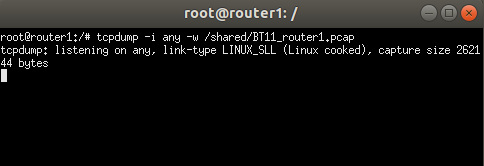 root@router1: /
root@router1:/# tcpdump -i any -w /shared/BT11_router1.pcap
tcpdump: listening on any, link-type LINUX_SLL (Linux cooked), capture size 2621
44 bytes